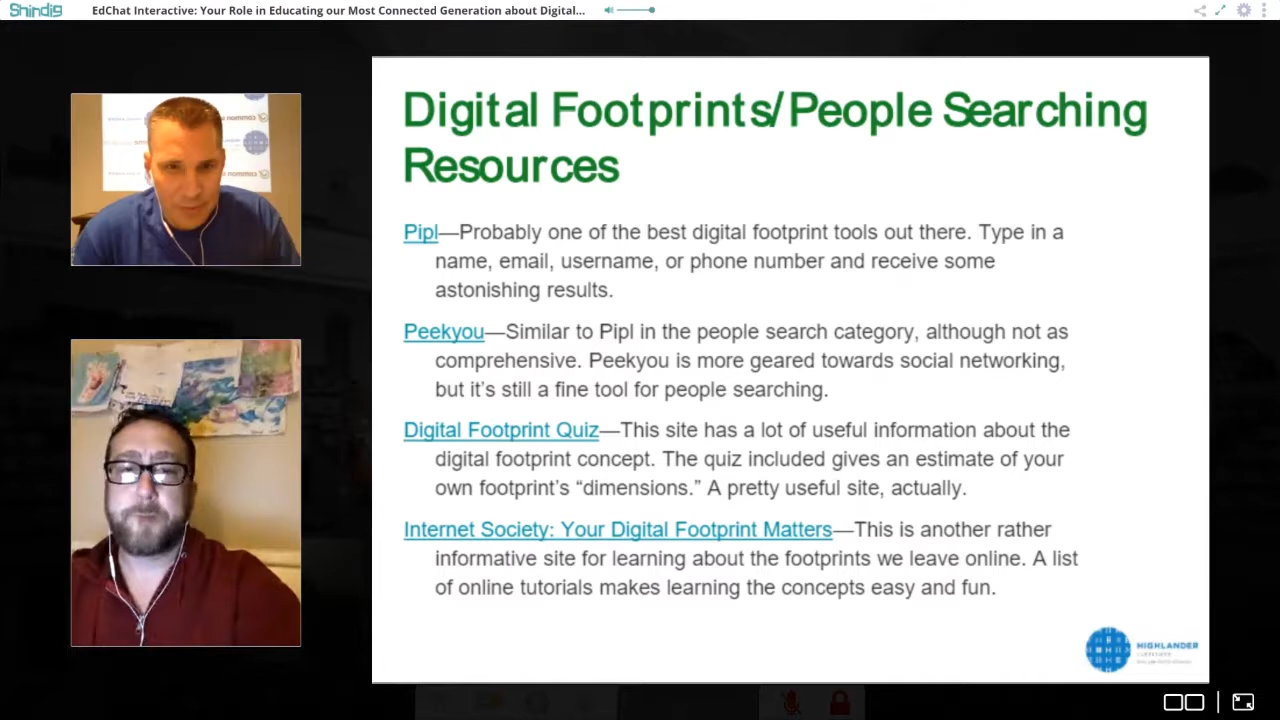 Shindig
EdChat Interactive: Your Role in Educating our Most Connected Generation about Digital...
Digital Footprints/People Searching
Resources
Pipl—Probably one of the best digital footprint tools out there. Type in a
name, email, username, or phone number and receive some
astonishing results.
Peekyou—Similar to Pipl in the people search category, although not as
comprehensive. Peekyou is more geared towards social networking,
but it's still a fine tool for people searching.
Digital Footprint Quiz—This site has a lot of useful information about the
digital footprint concept. The quiz included gives an estimate of your
own footprint's “dimensions.” A pretty useful site, actually.
Internet Society: Your Digital Footprint Matters—This is another rather
informative site for learning about the footprints we leave online. A list
of online tutorials makes learning the concepts easy and fun.
HIGHLANDER